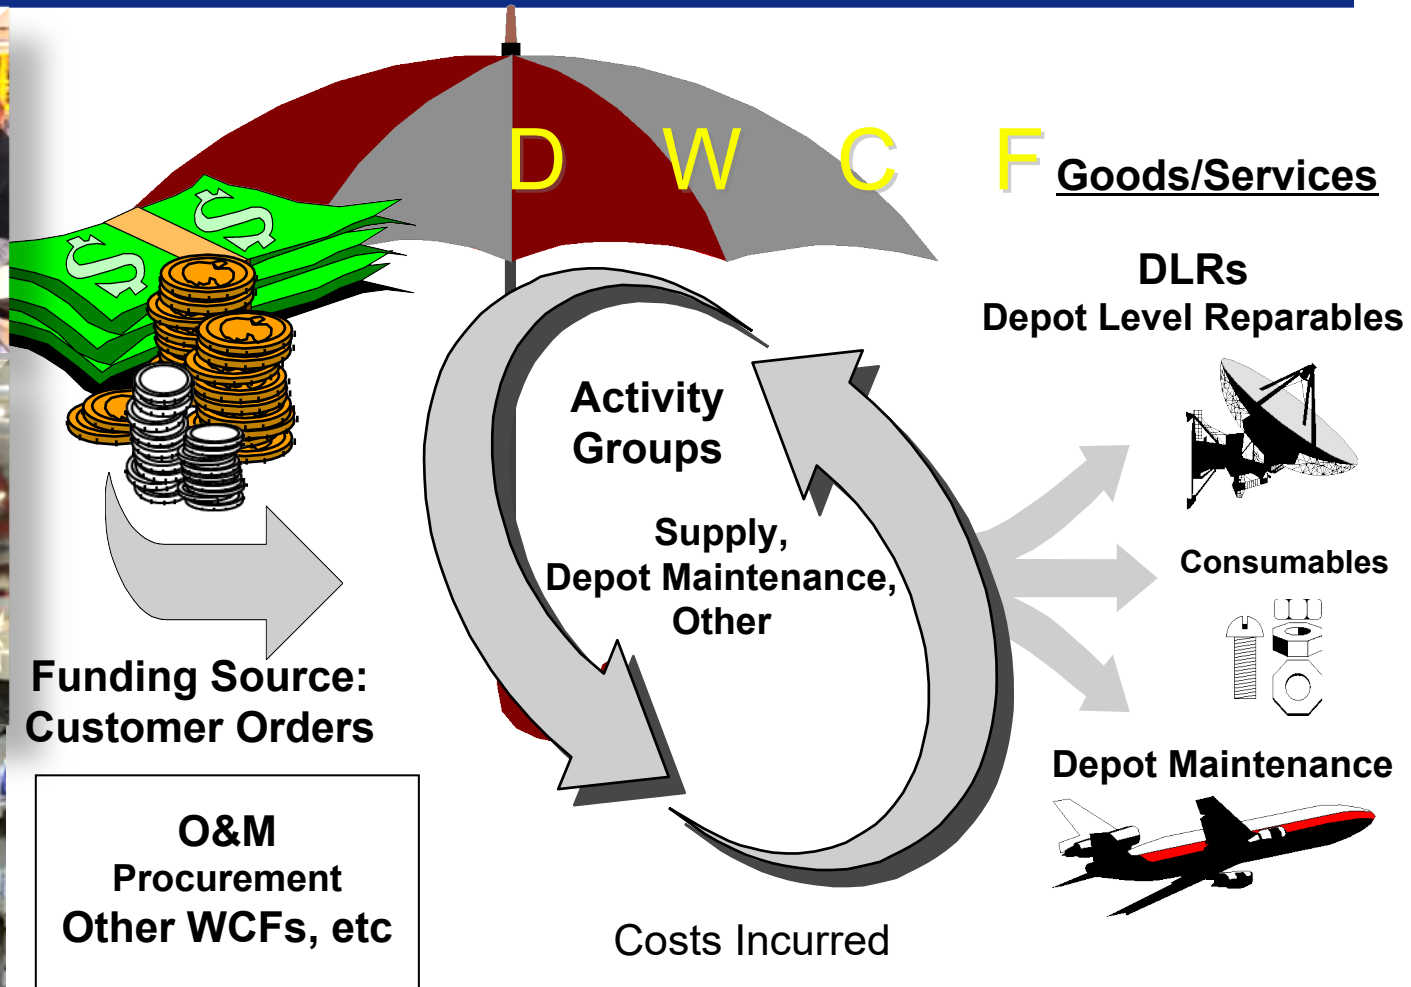 D W C F
Goods/Services
DLRs
Depot Level Reparables
Activity
Groups
Supply,
Depot Maintenance,
Other
Consumables
Funding Source:
Customer Orders
Depot Maintenance
O&M
Procurement
Other WCFs, etc
Costs Incurred